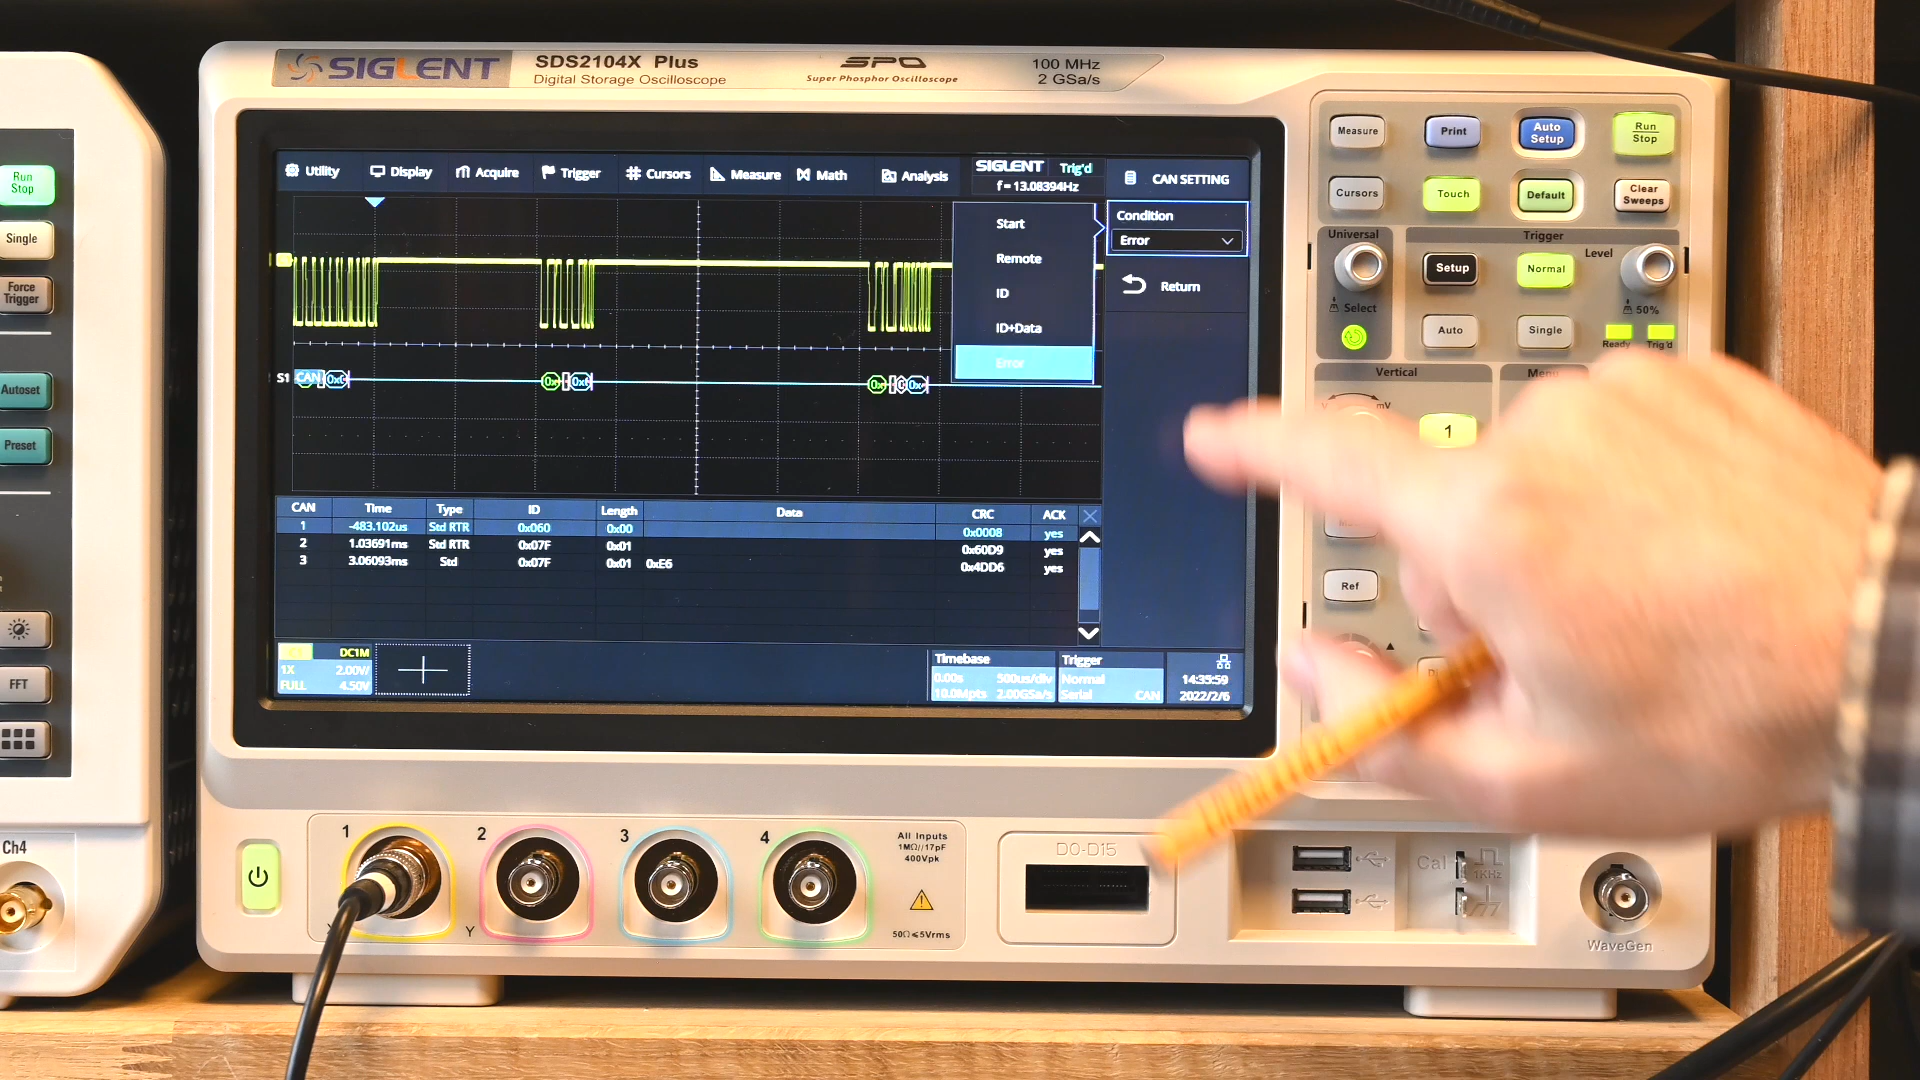 SIGLENT
SDS2104X Plus
Digital Storage Oscilloscope
SPO
Super Phosphor Oscilloscope
100 MHz
2 GSa/s
Utility
Display
Acquire
Trigger
Cursors
Measure
Math
Analysis
SIGLENT
Trig'd
f = 13.08394Hz
CAN SETTING
Condition
Error
Return
Start
Remote
ID
ID+Data
Error
S1
CAN
CAN Time Type ID Length Data CRC ACK
1 -483.102us Std RTR 0x060 0x00 0x0008 yes
2 1.03691ms Std RTR 0x07F 0x01 0x60D9 yes
3 3.06093ms Std 0x07F 0x01 0xE6 0x4DD6 yes
DC1M
1X 2.00V/
FULL 4.50V
Timebase
0.00s 500us/div
10.0Mpts 2.00GSa/s
Trigger
Normal
Serial CAN
14:35:59
2022/2/6
Measure
Print
Auto Setup
Run Stop
Cursors
Touch
Default
Clear Sweeps
Universal
Select
Trigger
Setup
Normal
Level
50%
Auto
Single
Ready
Trig'd
Vertical
mV
1
Ref
1
2
3
4
Y
All Inputs
1MΩ//17pF
400Vpk
50Ω⩽5Vrms
D0-D15
Cal
1KHz
WaveGen
Run Stop
Single
Force Trigger
Autoset
Preset
FFT
Ch4